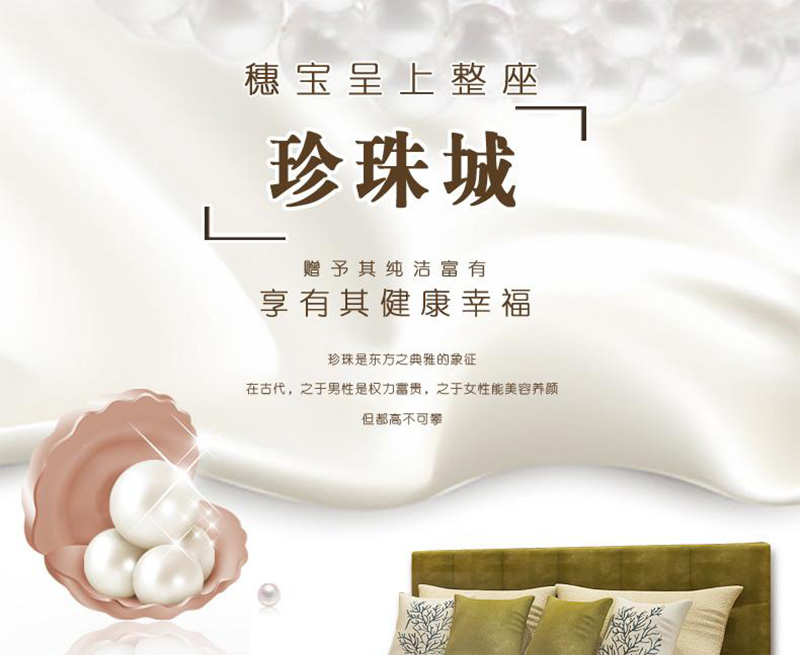 穗宝呈上整座
珍珠城
赠予其纯洁富有
享有其健康幸福
珍珠是东方之典雅的象征
在古代，之于男性是权力富贵，之于女性能美容养颜
但都高不可攀